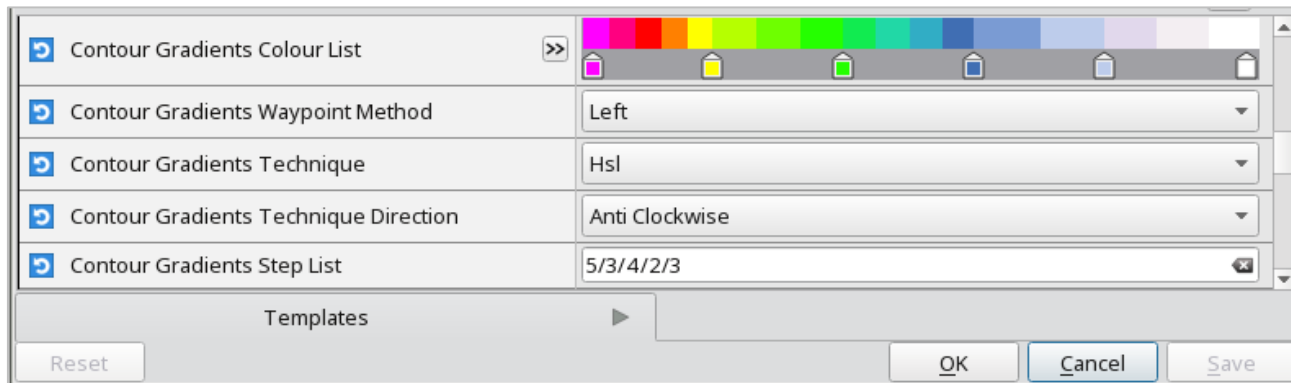 Contour Gradients Colour List
Contour Gradients Waypoint Method Left
Contour Gradients Technique Hsl
Contour Gradients Technique Direction Anti Clockwise
Contour Gradients Step List 5/3/4/2/3
Templates
Reset OK Cancel Save